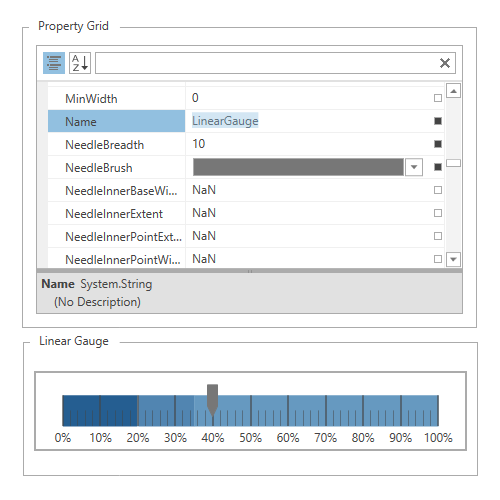 Property Grid
A
Z
MinWidth 0
Name LinearGauge
NeedleBreadth 10
NeedleBrush
NeedleInnerBaseWi... NaN
NeedleInnerExtent NaN
NeedleInnerPointExt... NaN
NeedleInnerPointWi... NaN
Name System.String
(No Description)
Linear Gauge
0% 10% 20% 30% 40% 50% 60% 70% 80% 90% 100%